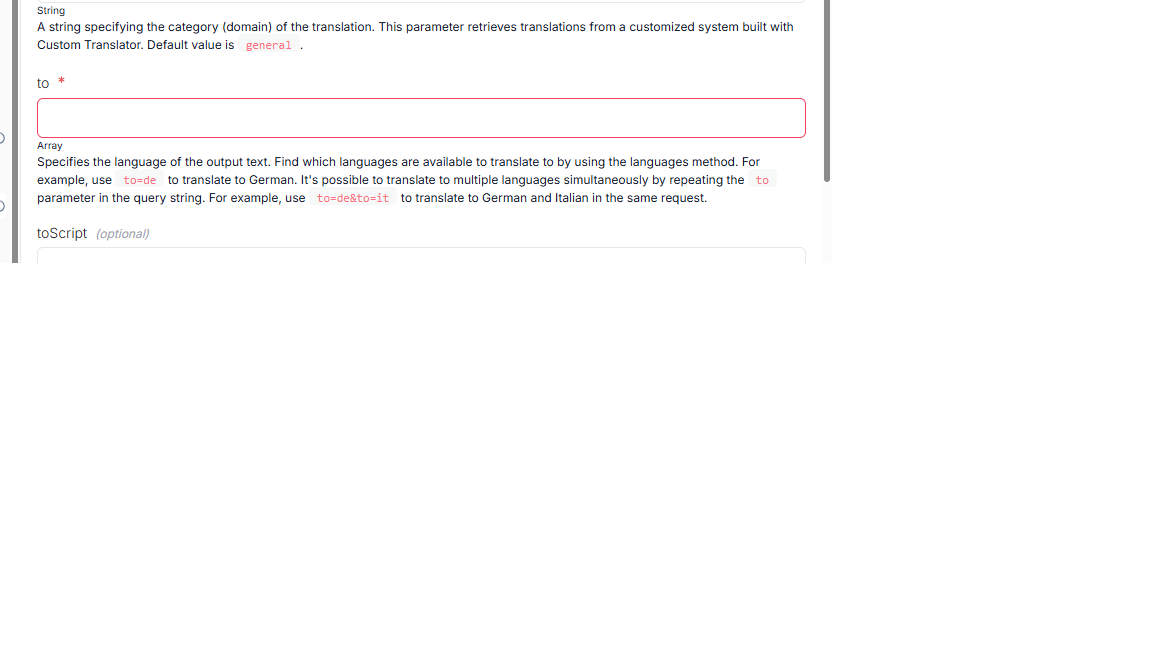 String
A string specifying the category (domain) of the translation. This parameter retrieves translations from a customized system built with
Custom Translator. Default value is general .
to *
Array
Specifies the language of the output text. Find which languages are available to translate to by using the languages method. For
example, use to=de to translate to German. It's possible to translate to multiple languages simultaneously by repeating the to
parameter in the query string. For example, use to=de&to=it to translate to German and Italian in the same request.
toScript (optional)